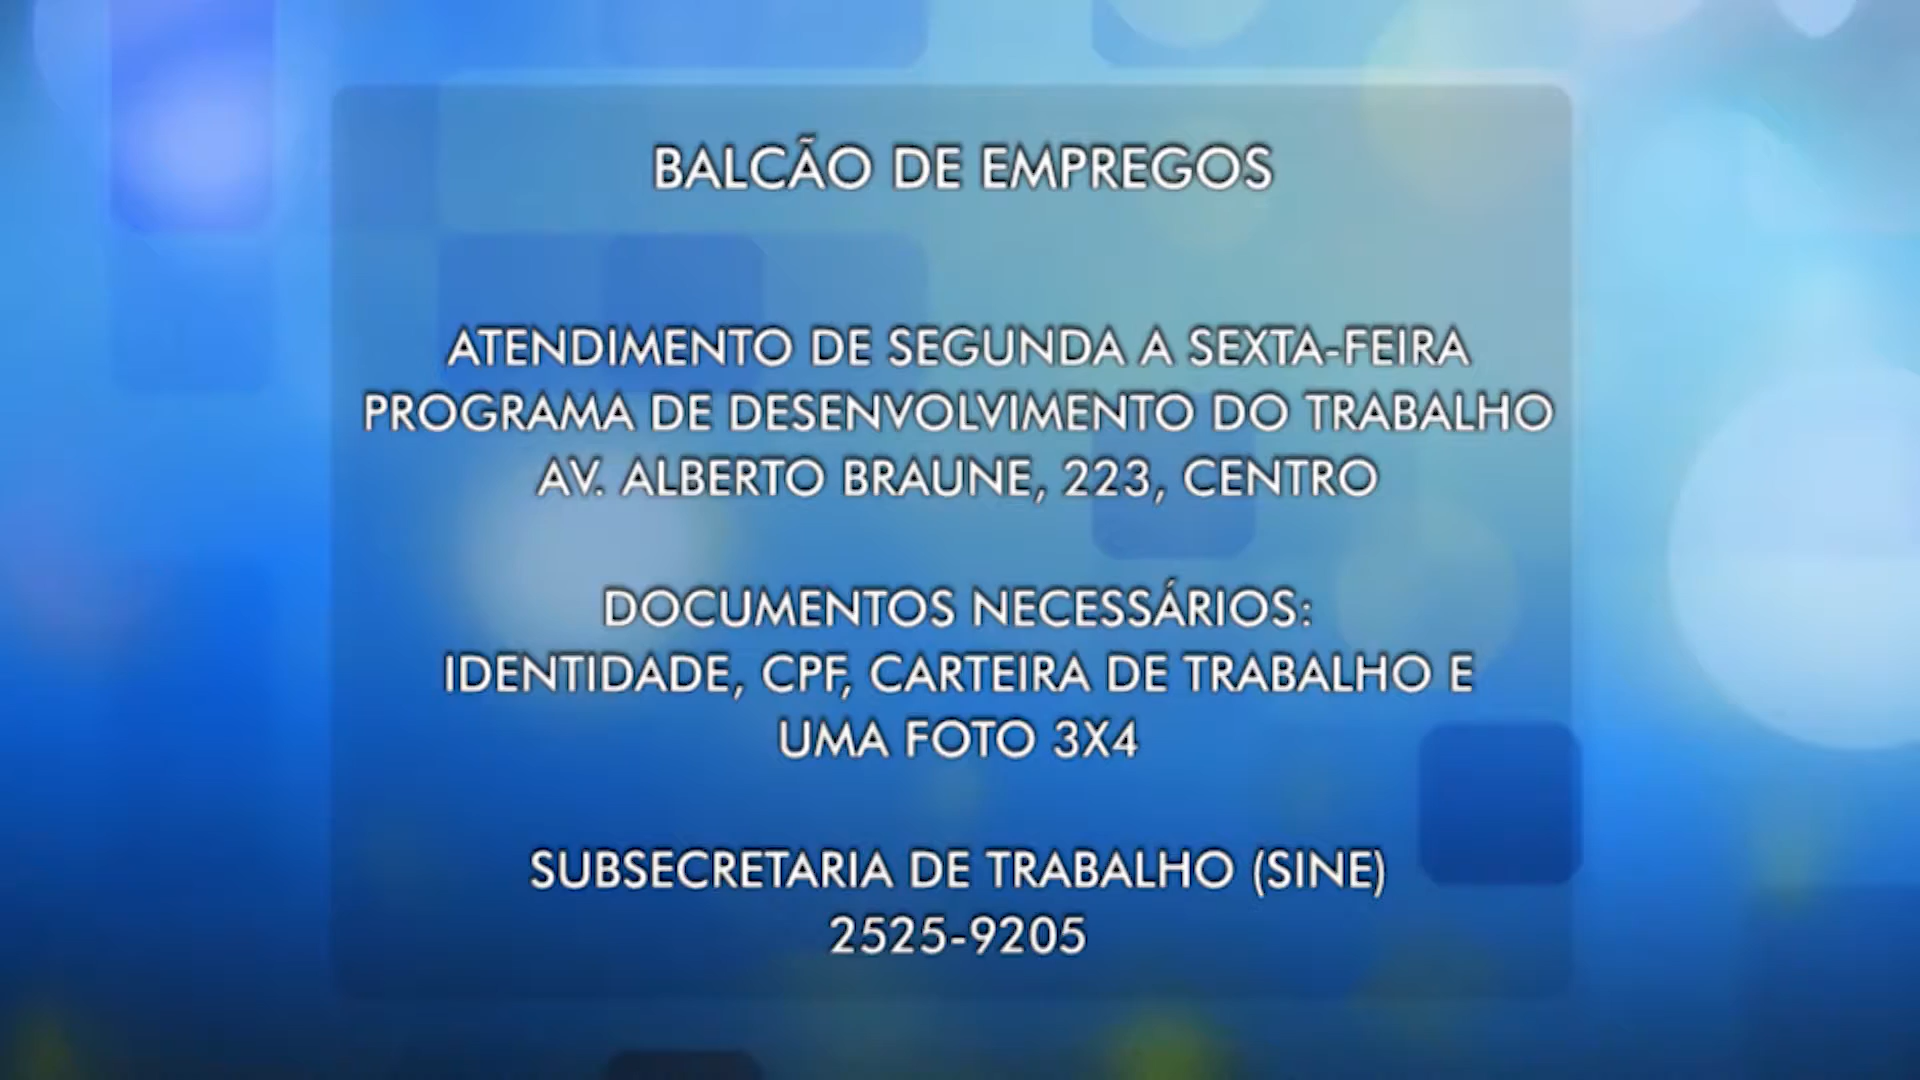 BALCÃO DE EMPREGOS
ATENDIMENTO DE SEGUNDA A SEXTA-FEIRA
PROGRAMA DE DESENVOLVIMENTO DO TRABALHO
AV. ALBERTO BRAUNE, 223, CENTRO
DOCUMENTOS NECESSÁRIOS:
IDENTIDADE, CPF, CARTEIRA DE TRABALHO E
UMA FOTO 3X4
SUBSECRETARIA DE TRABALHO (SINE)
2525-9205